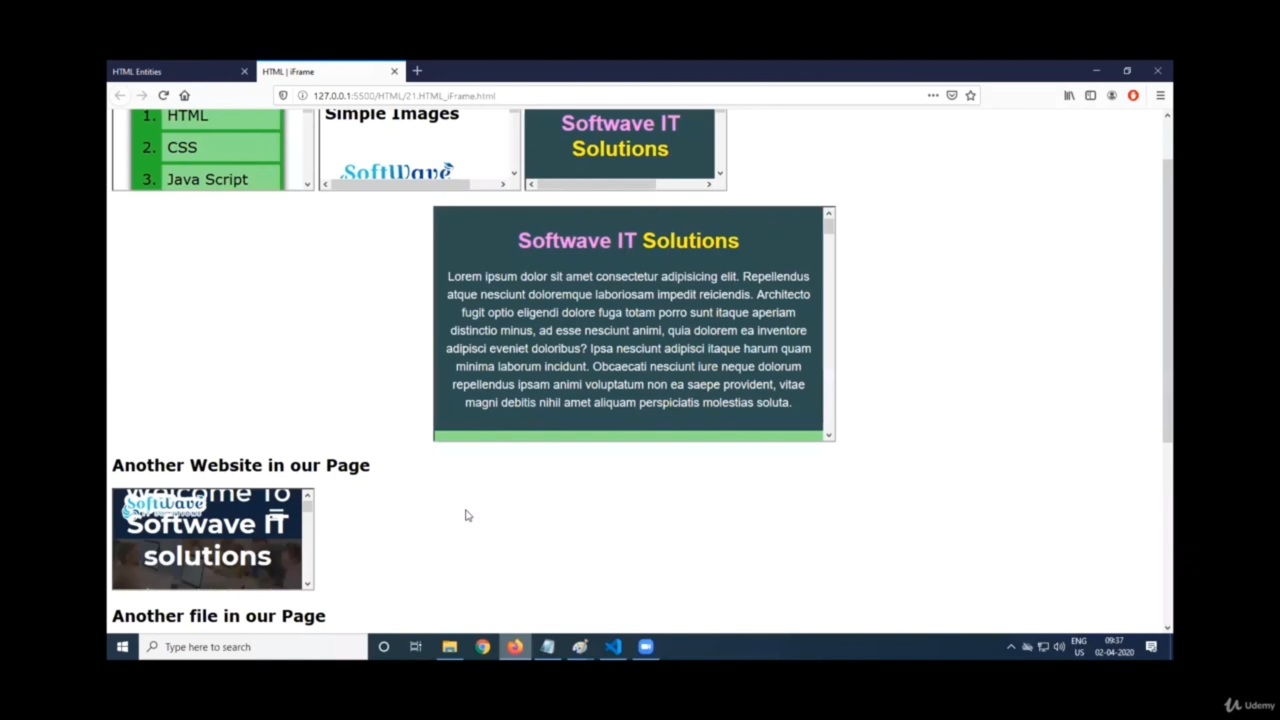 HTML Entities
HTML | iFrame
127.0.0.1:5500/HTML/21.HTML_iFrame.html
1. HTML
2. CSS
3. Java Script
Simple Images
SoftWave
Softwave IT
Solutions
Softwave IT Solutions
Lorem ipsum dolor sit amet consectetur adipisicing elit. Repellendus
atque nesciunt doloremque laboriosam impedit reiciendis. Architecto
fugit optio eligendi dolore fuga totam porro sunt itaque aperiam
distinctio minus, ad esse nesciunt animi, quia dolorem ea inventore
adipisci eveniet doloribus? Ipsa nesciunt adipisci itaque harum quam
minima laborum incidunt. Obcaecati nesciunt iure neque dolorum
repellendus ipsam animi voluptatum non ea saepe provident, vitae
magni debitis nihil amet aliquam perspiciatis molestias soluta.
Another Website in our Page
Welcome To
Softwave
Softwave IT
solutions
Another file in our Page
Type here to search
ENG
US
09:37
02-04-2020
Udemy